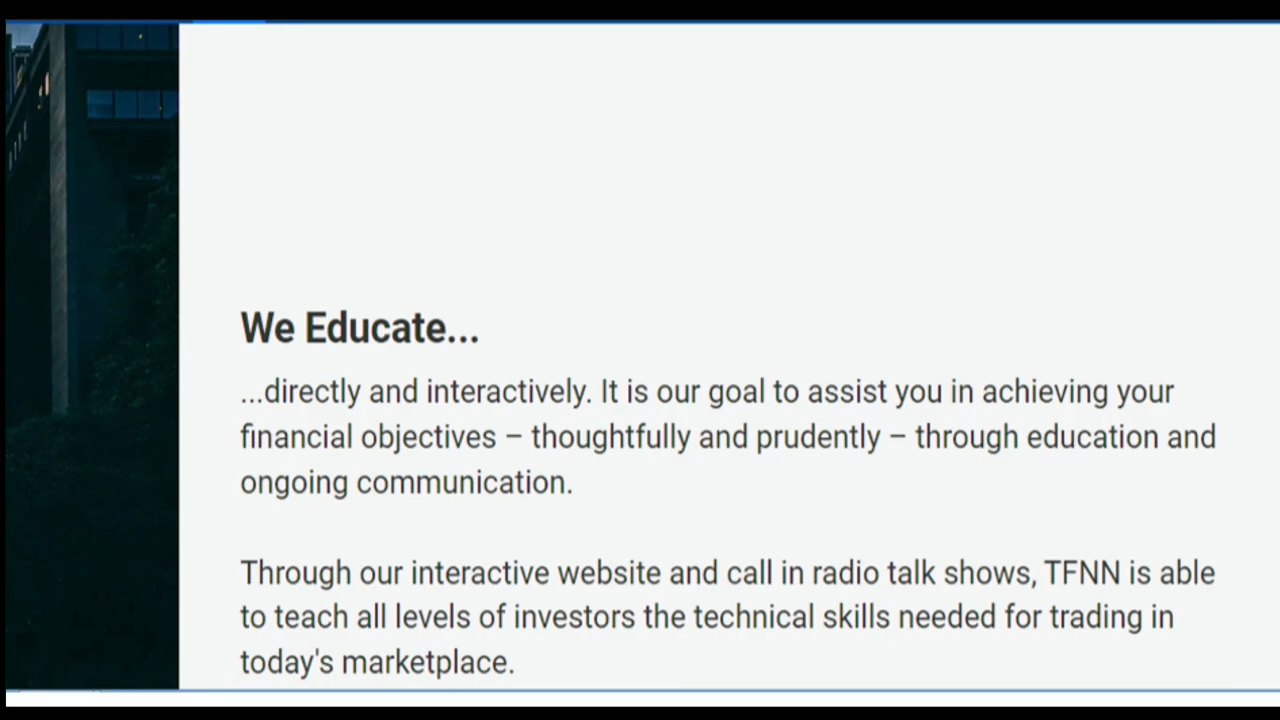 We Educate...
...directly and interactively. It is our goal to assist you in achieving your
financial objectives – thoughtfully and prudently – through education and
ongoing communication.
Through our interactive website and call in radio talk shows, TFNN is able
to teach all levels of investors the technical skills needed for trading in
today's marketplace.